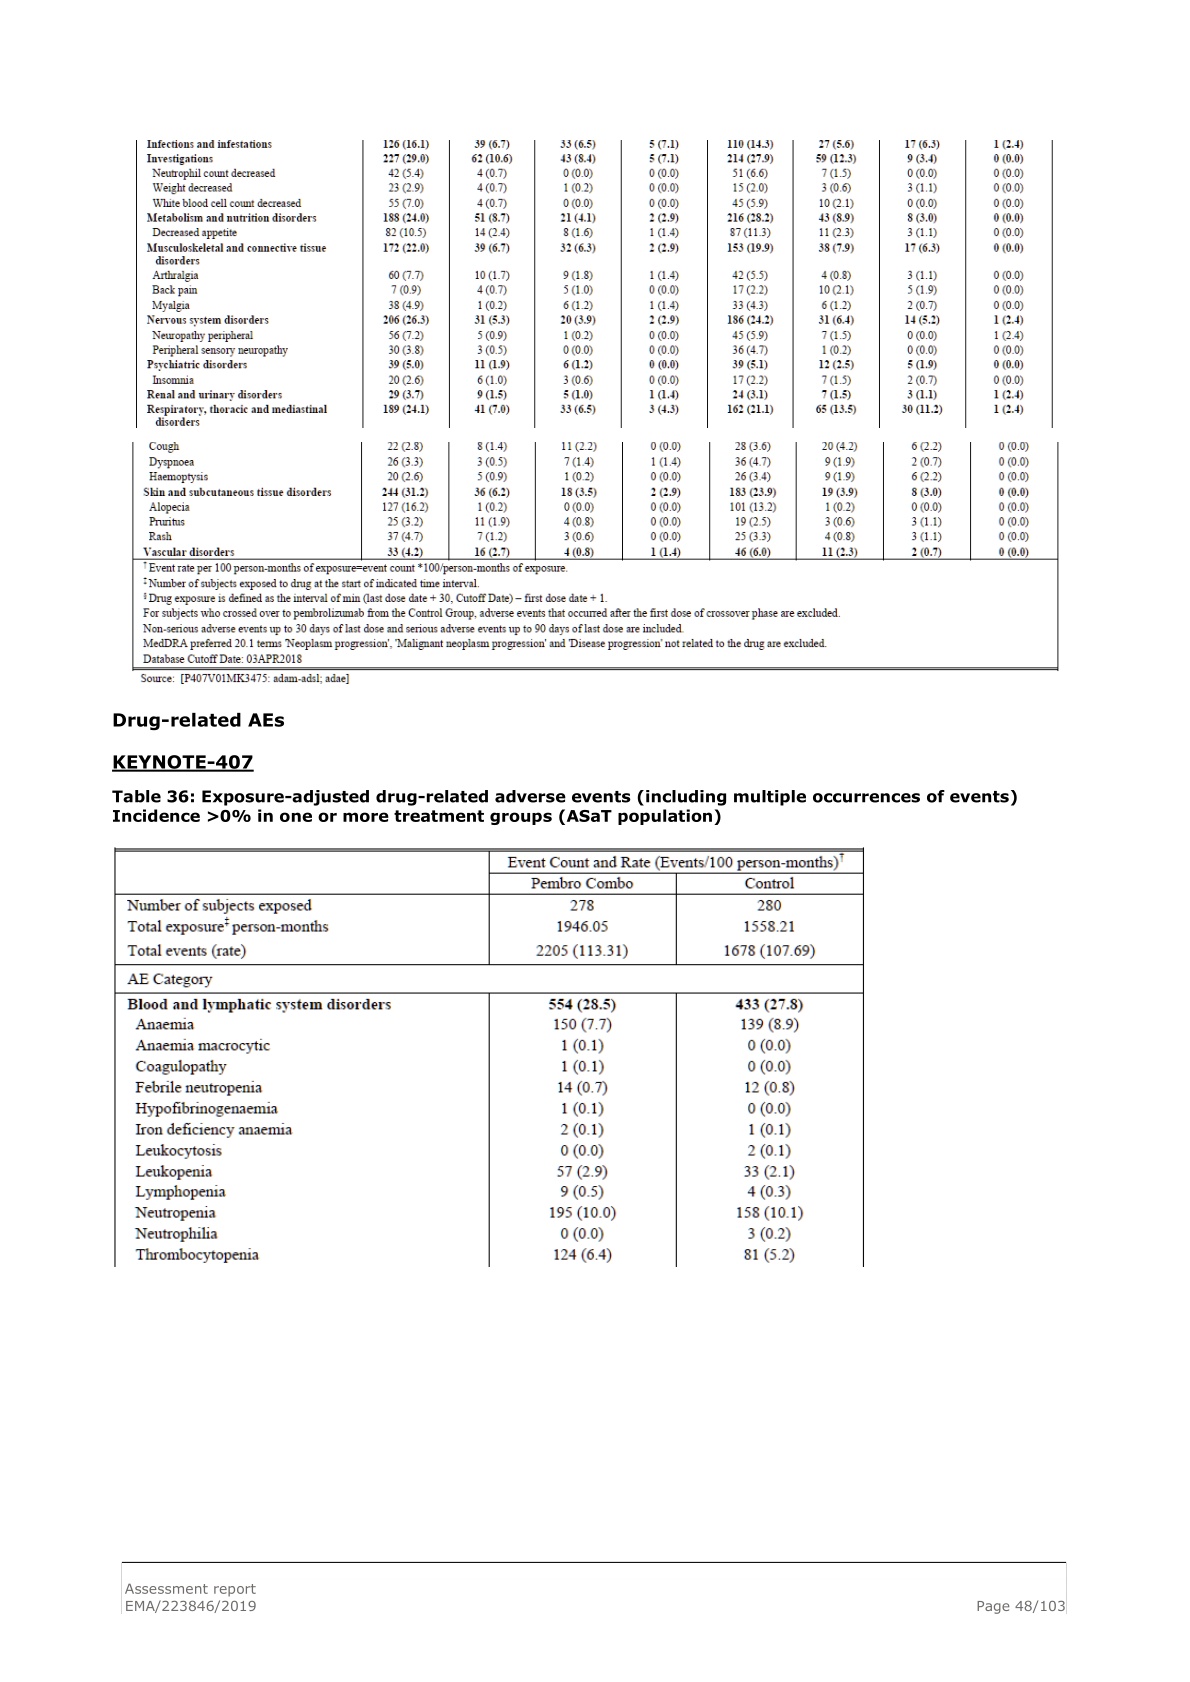 Infections and infestations 126 (16.1) 39 (6.7) 33 (6.5) 5 (7.1) 110 (14.3) 27 (5.6) 17 (6.3) 1 (2.4)
Investigations 227 (29.0) 62 (10.6) 43 (8.4) 5 (7.1) 214 (27.9) 59 (12.3) 9 (3.4) 0 (0.0)
Neutrophil count decreased 42 (5.4) 4 (0.7) 0 (0.0) 0 (0.0) 51 (6.6) 7 (1.5) 0 (0.0) 0 (0.0)
Weight decreased 23 (2.9) 4 (0.7) 1 (0.2) 0 (0.0) 15 (2.0) 3 (0.6) 3 (1.1) 0 (0.0)
White blood cell count decreased 55 (7.0) 4 (0.7) 0 (0.0) 0 (0.0) 45 (5.9) 10 (2.1) 0 (0.0) 0 (0.0)
Metabolism and nutrition disorders 188 (24.0) 51 (8.7) 21 (4.1) 2 (2.9) 216 (28.2) 43 (8.9) 8 (3.0) 0 (0.0)
Decreased appetite 82 (10.5) 14 (2.4) 8 (1.6) 1 (1.4) 87 (11.3) 11 (2.3) 3 (1.1) 0 (0.0)
Musculoskeletal and connective tissue 172 (22.0) 39 (6.7) 32 (6.3) 2 (2.9) 153 (19.9) 38 (7.9) 17 (6.3) 0 (0.0)
disorders
Arthralgia 60 (7.7) 10 (1.7) 9 (1.8) 1 (1.4) 42 (5.5) 4 (0.8) 3 (1.1) 0 (0.0)
Back pain 7 (0.9) 4 (0.7) 5 (1.0) 0 (0.0) 17 (2.2) 10 (2.1) 5 (1.9) 0 (0.0)
Myalgia 38 (4.9) 1 (0.2) 6 (1.2) 1 (1.4) 33 (4.3) 6 (1.2) 2 (0.7) 0 (0.0)
Nervous system disorders 206 (26.3) 31 (5.3) 20 (3.9) 2 (2.9) 186 (24.2) 31 (6.4) 14 (5.2) 1 (2.4)
Neuropathy peripheral 56 (7.2) 5 (0.9) 1 (0.2) 0 (0.0) 45 (5.9) 7 (1.5) 0 (0.0) 1 (2.4)
Peripheral sensory neuropathy 30 (3.8) 3 (0.5) 0 (0.0) 0 (0.0) 36 (4.7) 1 (0.2) 0 (0.0) 0 (0.0)
Psychiatric disorders 39 (5.0) 11 (1.9) 6 (1.2) 0 (0.0) 39 (5.1) 12 (2.5) 5 (1.9) 0 (0.0)
Insomnia 20 (2.6) 6 (1.0) 3 (0.6) 0 (0.0) 17 (2.2) 7 (1.5) 2 (0.7) 0 (0.0)
Renal and urinary disorders 29 (3.7) 9 (1.5) 5 (1.0) 1 (1.4) 24 (3.1) 7 (1.5) 3 (1.1) 1 (2.4)
Respiratory, thoracic and mediastinal 189 (24.1) 41 (7.0) 33 (6.5) 3 (4.3) 162 (21.1) 65 (13.5) 30 (11.2) 1 (2.4)
disorders
Cough 22 (2.8) 8 (1.4) 11 (2.2) 0 (0.0) 28 (3.6) 20 (4.2) 6 (2.2) 0 (0.0)
Dyspnoea 26 (3.3) 3 (0.5) 7 (1.4) 1 (1.4) 36 (4.7) 9 (1.9) 2 (0.7) 0 (0.0)
Haemoptysis 20 (2.6) 5 (0.9) 1 (0.2) 0 (0.0) 26 (3.4) 9 (1.9) 6 (2.2) 0 (0.0)
Skin and subcutaneous tissue disorders 244 (31.2) 36 (6.2) 18 (3.5) 2 (2.9) 183 (23.9) 19 (3.9) 8 (3.0) 0 (0.0)
Alopecia 127 (16.2) 1 (0.2) 0 (0.0) 0 (0.0) 101 (13.2) 1 (0.2) 0 (0.0) 0 (0.0)
Pruritus 25 (3.2) 11 (1.9) 4 (0.8) 0 (0.0) 19 (2.5) 3 (0.6) 3 (1.1) 0 (0.0)
Rash 37 (4.7) 7 (1.2) 3 (0.6) 0 (0.0) 25 (3.3) 4 (0.8) 3 (1.1) 0 (0.0)
Vascular disorders 33 (4.2) 16 (2.7) 4 (0.8) 1 (1.4) 46 (6.0) 11 (2.3) 2 (0.7) 0 (0.0)
† Event rate per 100 person-months of exposure=event count *100/person-months of exposure.
‡ Number of subjects exposed to drug at the start of indicated time interval.
§ Drug exposure is defined as the interval of min (last dose date + 30, Cutoff Date) – first dose date + 1.
For subjects who crossed over to pembrolizumab from the Control Group, adverse events that occurred after the first dose of crossover phase are excluded.
Non-serious adverse events up to 30 days of last dose and serious adverse events up to 90 days of last dose are included.
MedDRA preferred 20.1 terms 'Neoplasm progression', 'Malignant neoplasm progression' and 'Disease progression' not related to the drug are excluded.
Database Cutoff Date: 03APR2018
Source: [P407V01MK3475: adam-adsl; adae]
Drug-related AEs
KEYNOTE-407
Table 36: Exposure-adjusted drug-related adverse events (including multiple occurrences of events)
Incidence >0% in one or more treatment groups (ASaT population)
Event Count and Rate (Events/100 person-months)†
Pembro Combo Control
Number of subjects exposed 278 280
Total exposure‡ person-months 1946.05 1558.21
Total events (rate) 2205 (113.31) 1678 (107.69)
AE Category
Blood and lymphatic system disorders 554 (28.5) 433 (27.8)
Anaemia 150 (7.7) 139 (8.9)
Anaemia macrocytic 1 (0.1) 0 (0.0)
Coagulopathy 1 (0.1) 0 (0.0)
Febrile neutropenia 14 (0.7) 12 (0.8)
Hypofibrinogenaemia 1 (0.1) 0 (0.0)
Iron deficiency anaemia 2 (0.1) 1 (0.1)
Leukocytosis 0 (0.0) 2 (0.1)
Leukopenia 57 (2.9) 33 (2.1)
Lymphopenia 9 (0.5) 4 (0.3)
Neutropenia 195 (10.0) 158 (10.1)
Neutrophilia 0 (0.0) 3 (0.2)
Thrombocytopenia 124 (6.4) 81 (5.2)
Assessment report
EMA/223846/2019 Page 48/103